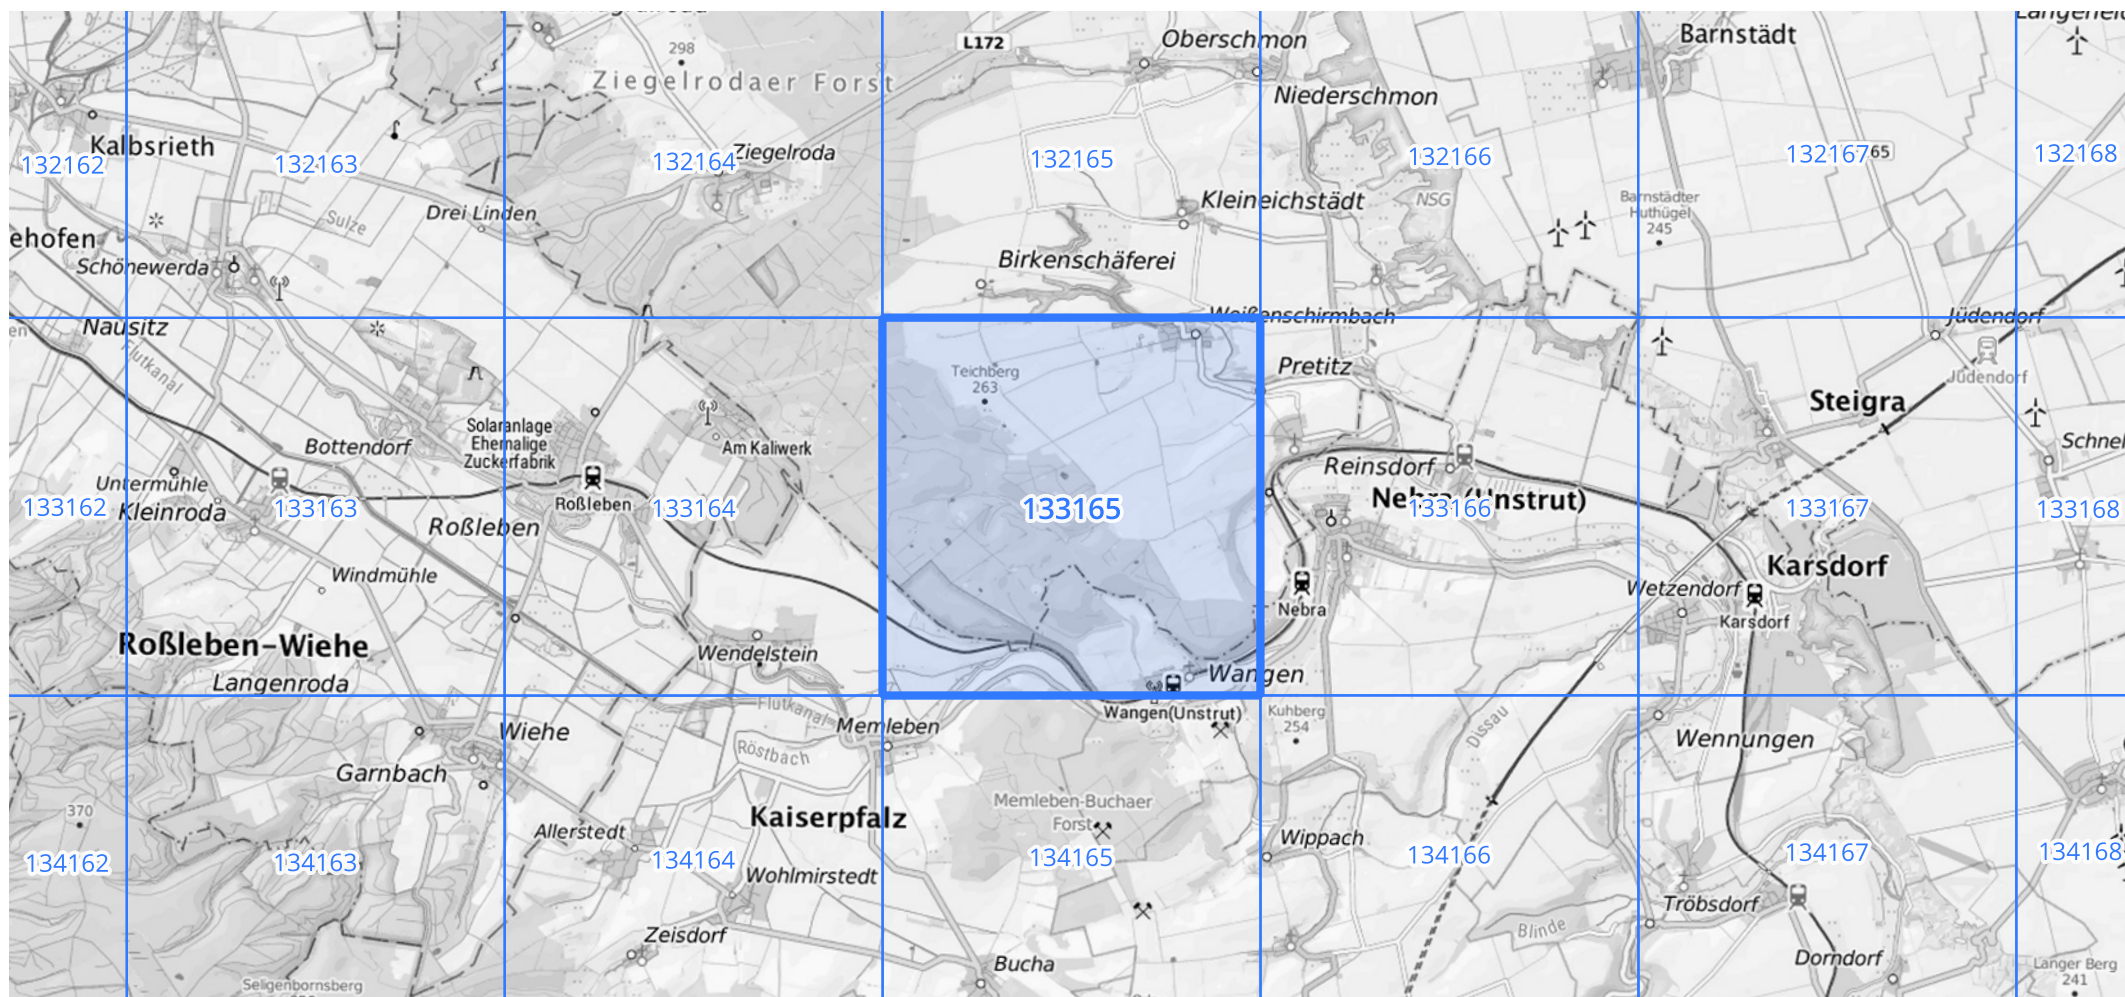 L172
Oberschmon
Barnstädt
298
Ziegelrodaer Forst
Niederschmon
Kalbsrieth
132162
132163
132164
Ziegelroda
132165
132166
132167
65
132168
Drei Linden
Sulze
Kleineichstädt
NSG
Barnstädter
Huthügel
245
ehofen
Schönewerda
Birkenschäferei
Weißenschirmbach
Jüdendorf
en
Nausitz
Flutkanal
Teichberg
263
Pretitz
Jüdendorf
Steigra
Solaranlage
Ehemalige
Zuckerfabrik
Bottendorf
Am Kaliwerk
Schnel
Reinsdorf
Untermühle
Roßleben
Nebra (Unstrut)
133162
Kleinroda
133163
Roßleben
133164
133165
133166
133167
133168
Windmühle
Karsdorf
Nebra
Wetzendorf
Karsdorf
Roßleben-Wiehe
Wendelstein
Langenroda
Wangen
Flutkanal
Memleben
Wangen(Unstrut)
Kuhberg
254
Dissau
Wiehe
Röstbach
Wennungen
Garnbach
370
Kaiserpfalz
Memleben-Buchaer
Forst
Allerstedt
Wippach
134162
134163
134164
134165
134166
134167
134168
Wohlmirstedt
Tröbsdorf
Zeisdorf
Blinde
Bucha
Dorndorf
Langer Berg
241
Seligenbornsberg